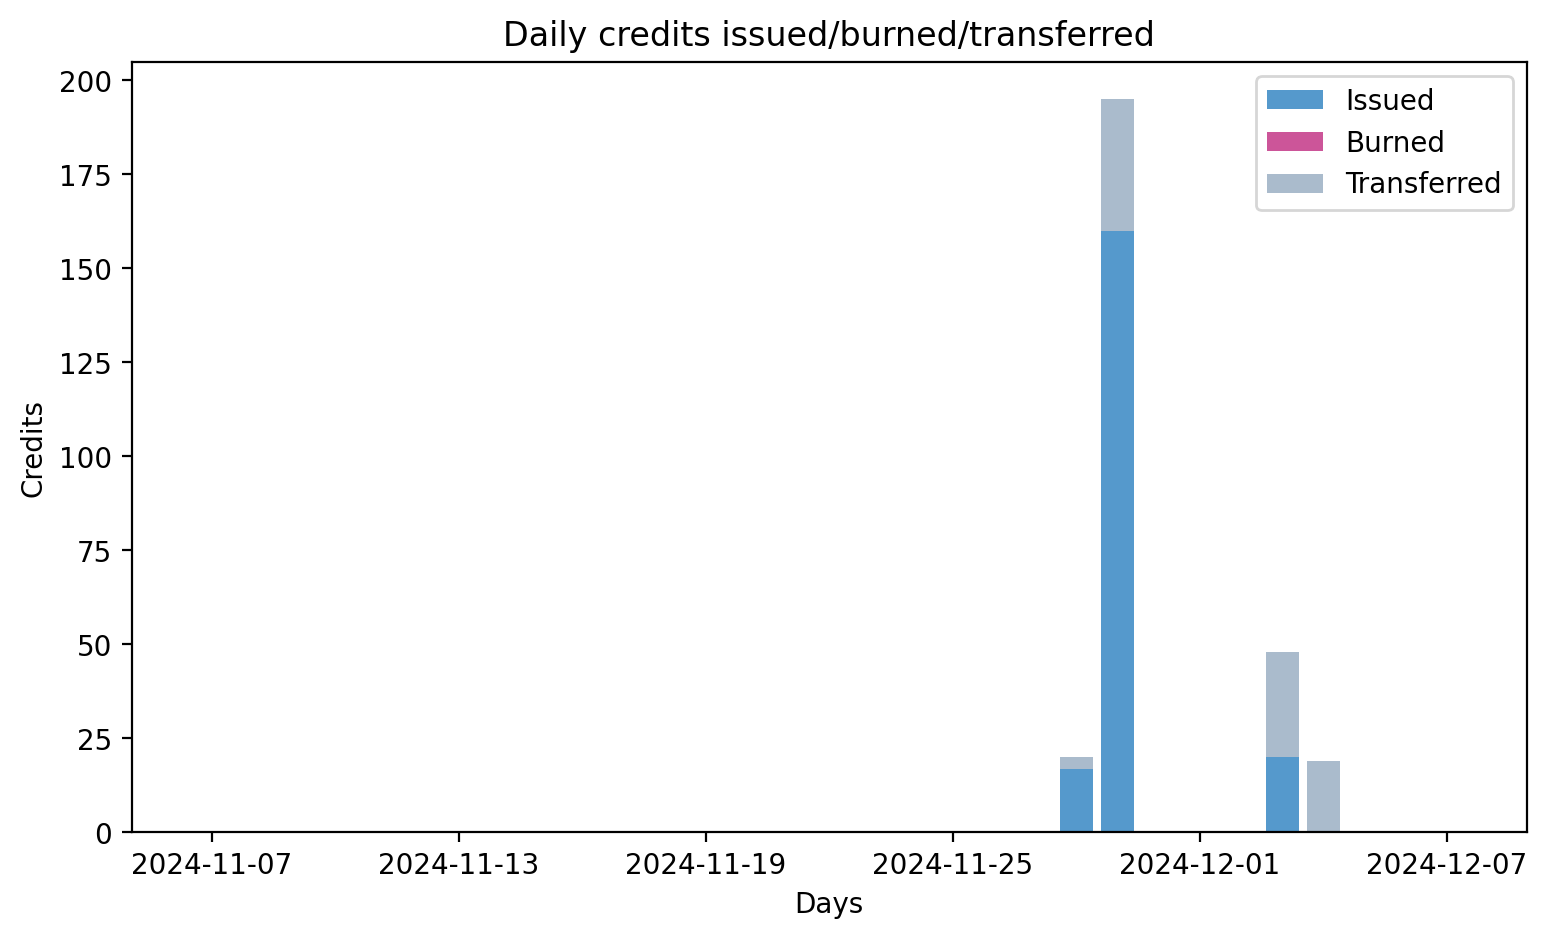 Daily credits issued/burned/transferred
Issued
Burned
Transferred
200
175
150
125
100
75
50
25
0
Credits
2024-11-07
2024-11-13
2024-11-19
2024-11-25
2024-12-01
2024-12-07
Days